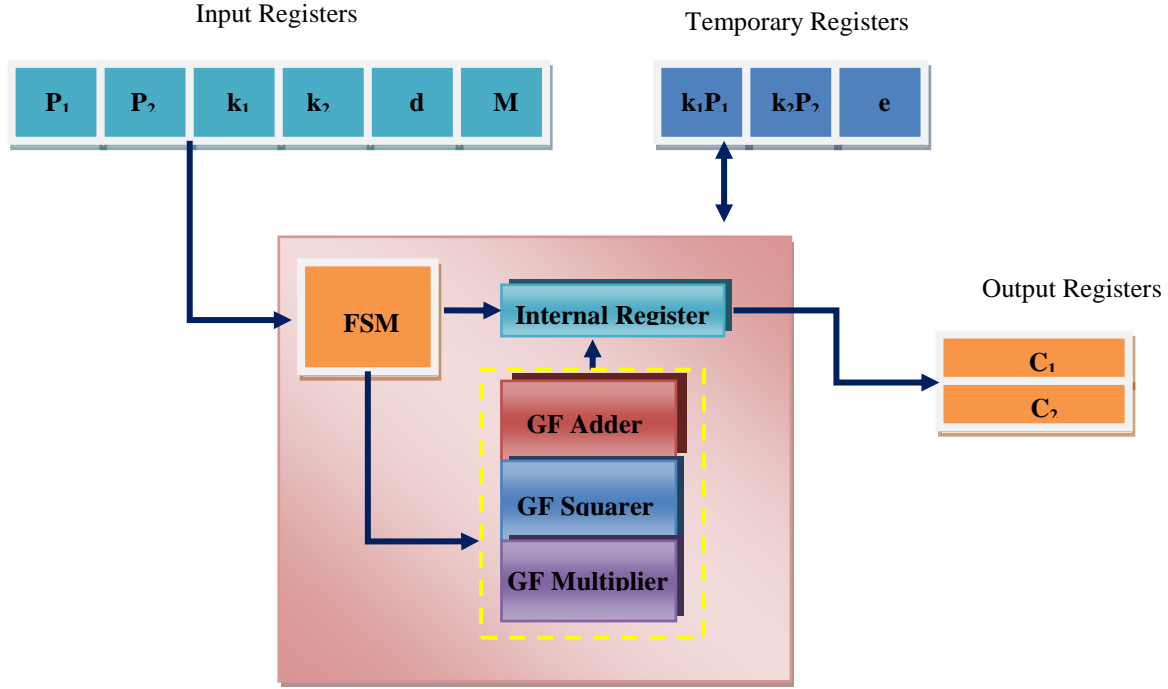 Input Registers
Temporary Registers
P₁ P₂ k₁ k₂ d M
k₁P₁ k₂P₂ e
FSM
Internal Register
Output Registers
C₁
C₂
GF Adder
GF Squarer
GF Multiplier